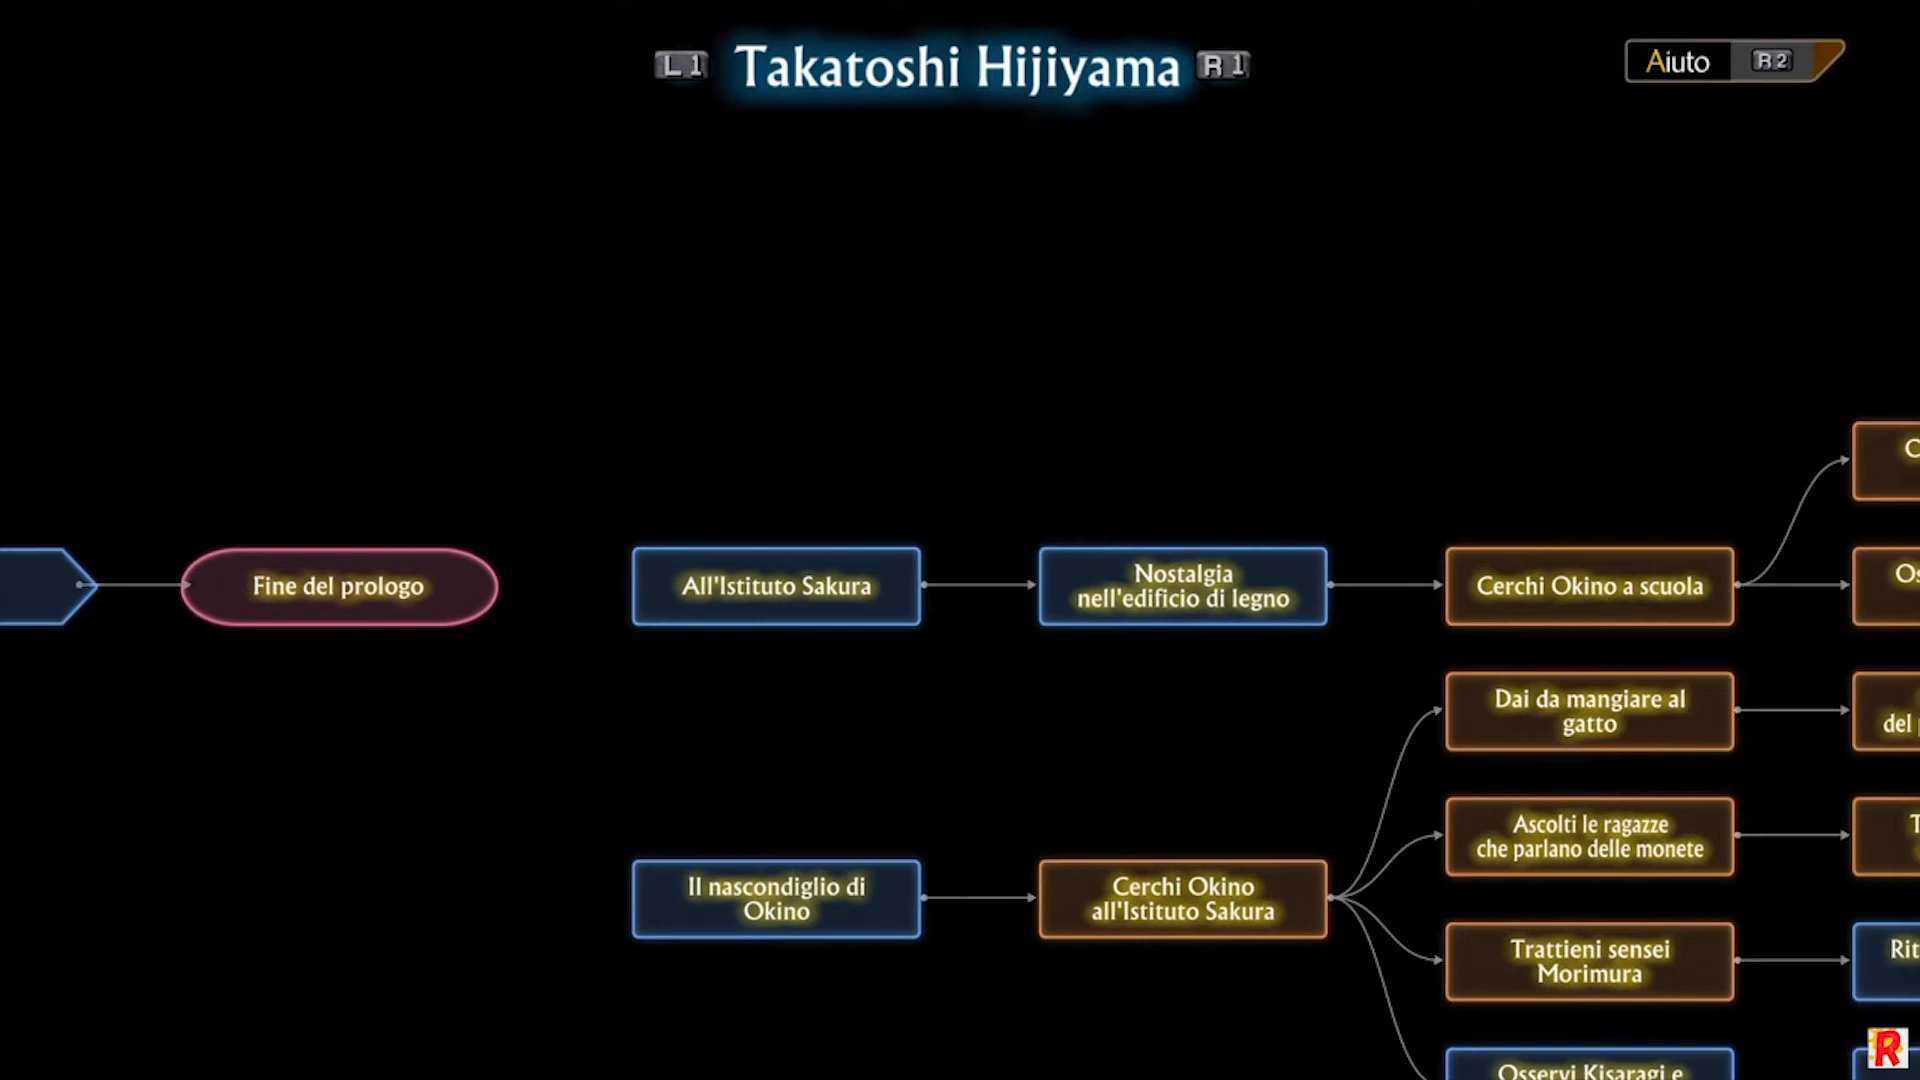 L1 Takatoshi Hijiyama R1
Aiuto R2
Fine del prologo
All'Istituto Sakura
Nostalgia
nell'edificio di legno
Cerchi Okino a scuola
Dai da mangiare al
gatto
del
Ascolti le ragazze
che parlano delle monete
Il nascondiglio di
Okino
Cerchi Okino
all'Istituto Sakura
Trattieni sensei
Morimura
Osservi Kisaragi e
R